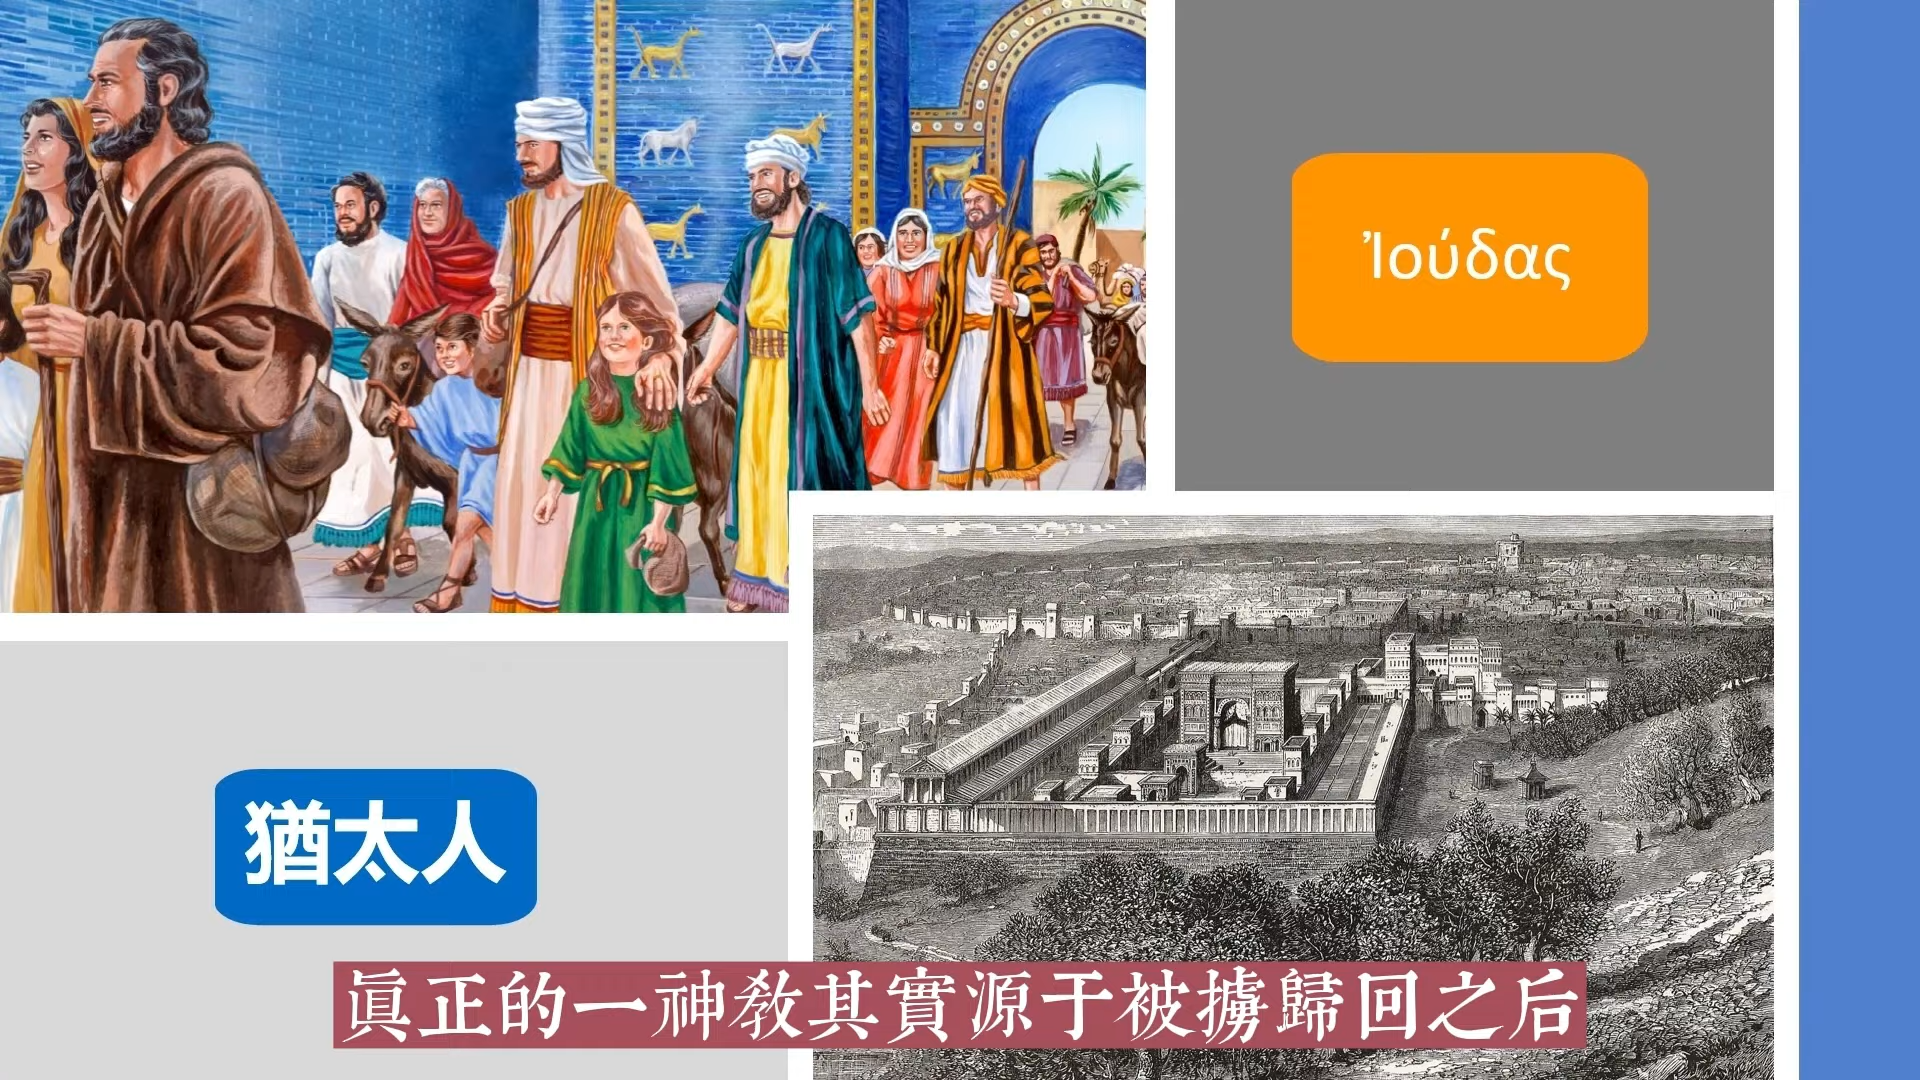 Ἰούδας
猶太人
眞正的一神敎其實源于被擄歸回之后